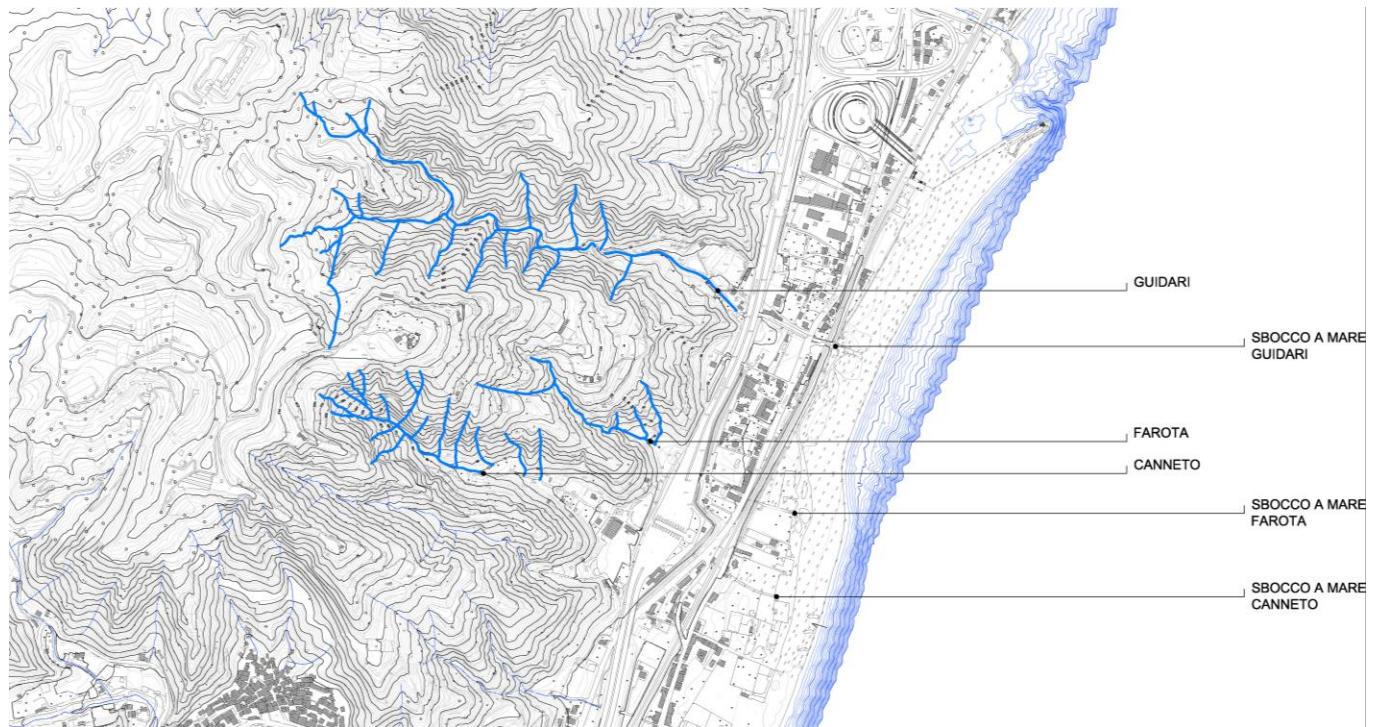 GUIDARI
SBOCCO A MARE
GUIDARI
FAROTA
CANNETO
SBOCCO A MARE
FAROTA
SBOCCO A MARE
CANNETO